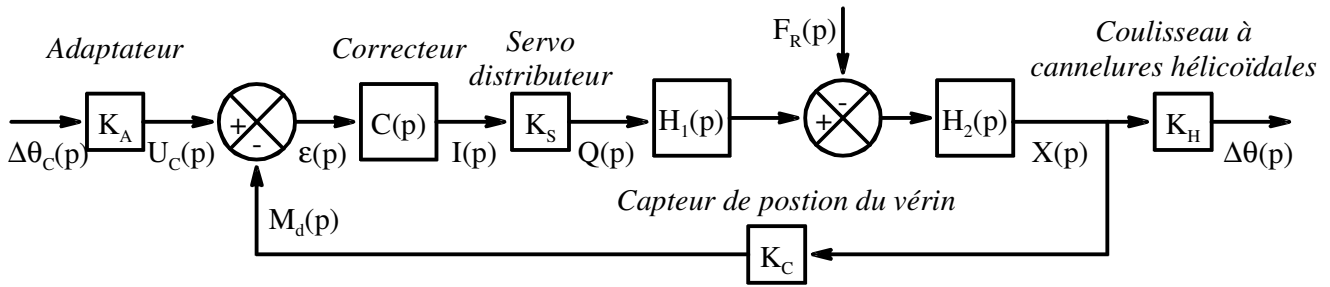 Adaptateur
Correcteur
Servo
distributeur
F_R(p)
Coulisseau à
cannelures hélicoïdales
Δθ_C(p)
K_A
U_C(p)
+
-
ε(p)
C(p)
I(p)
K_S
Q(p)
H_1(p)
-
+
H_2(p)
X(p)
K_H
Δθ(p)
Capteur de postion du vérin
M_d(p)
K_C